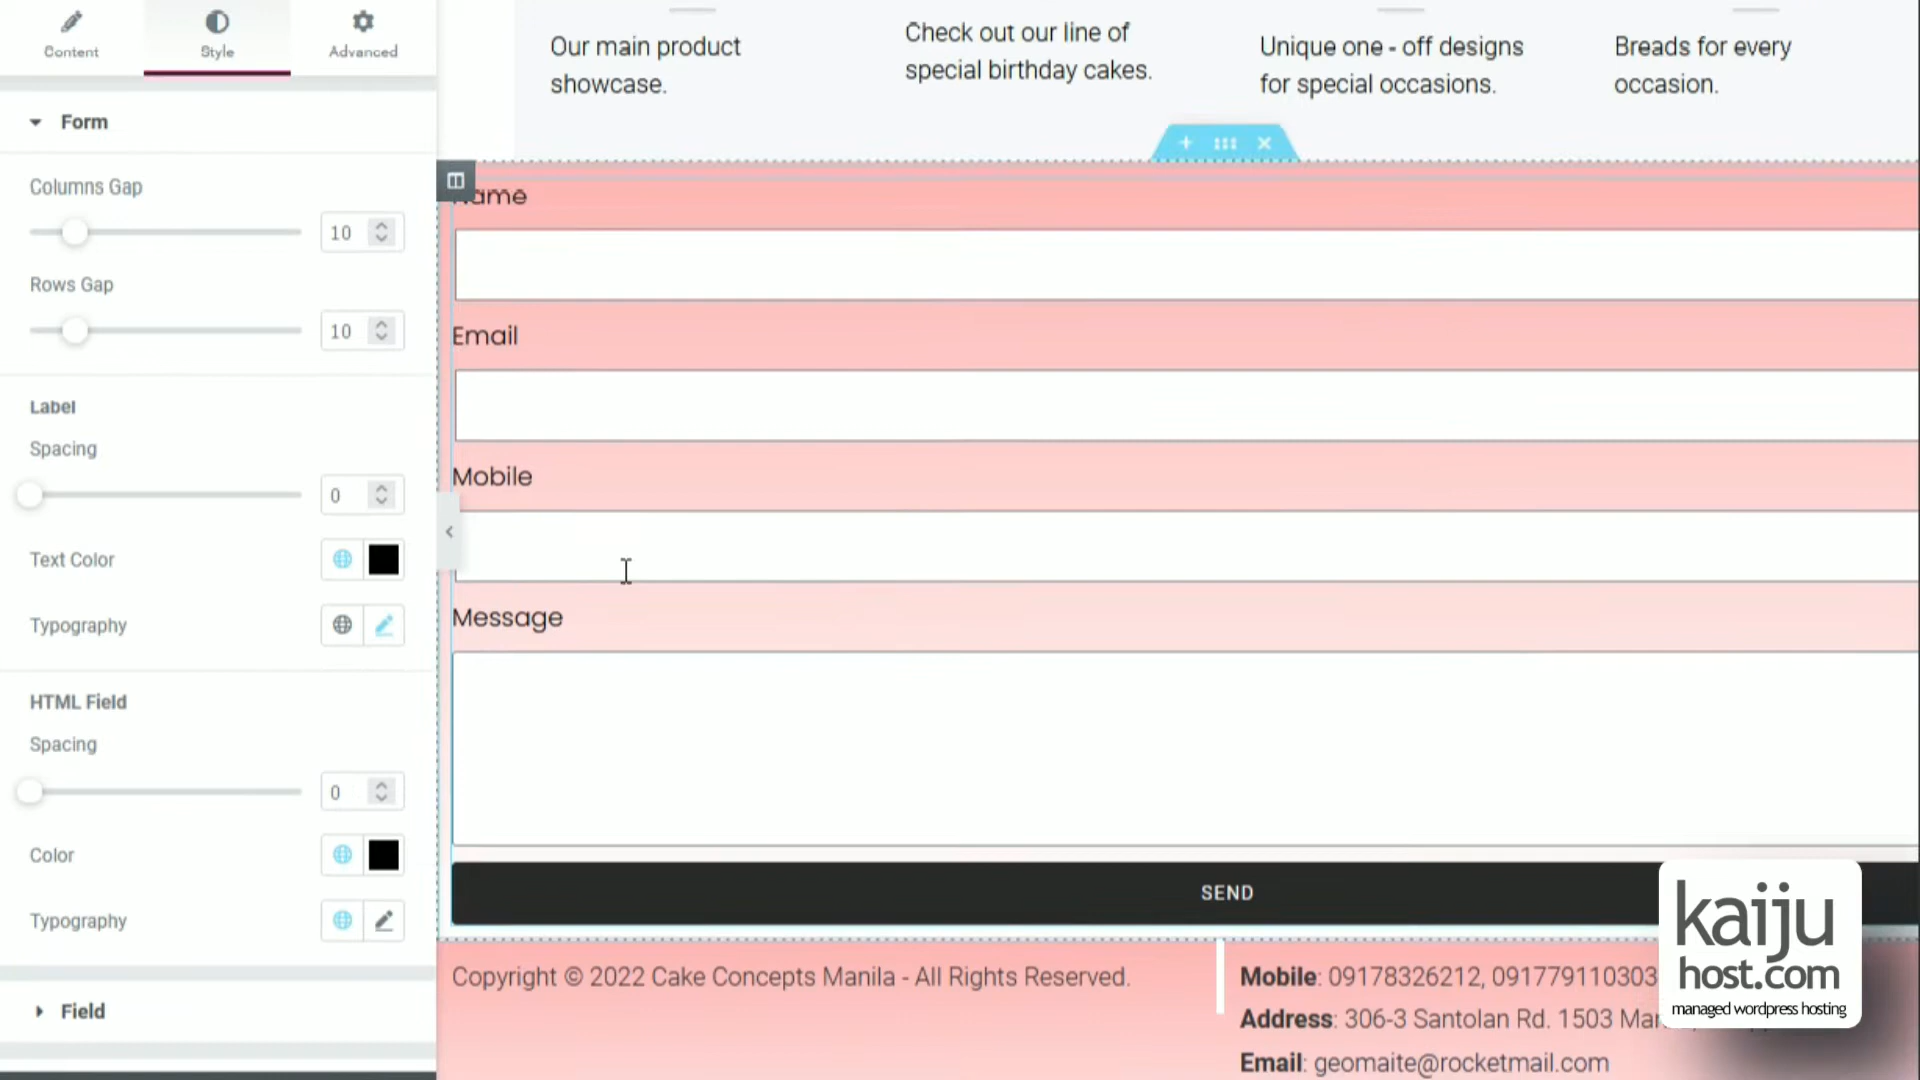 Content
Style
Advanced
Form
Columns Gap
10
Rows Gap
10
Label
Spacing
0
Text Color
Typography
HTML Field
Spacing
0
Color
Typography
Field
Our main product
showcase.
Check out our line of
special birthday cakes.
Unique one - off designs
for special occasions.
Breads for every
occasion.
Name
Email
Mobile
Message
SEND
Copyright © 2022 Cake Concepts Manila - All Rights Reserved.
Mobile: 09178326212, 091779110303
Address: 306-3 Santolan Rd. 1503
Email: geomaite@rocketmail.com
kaiju
host.com
managed wordpress hosting